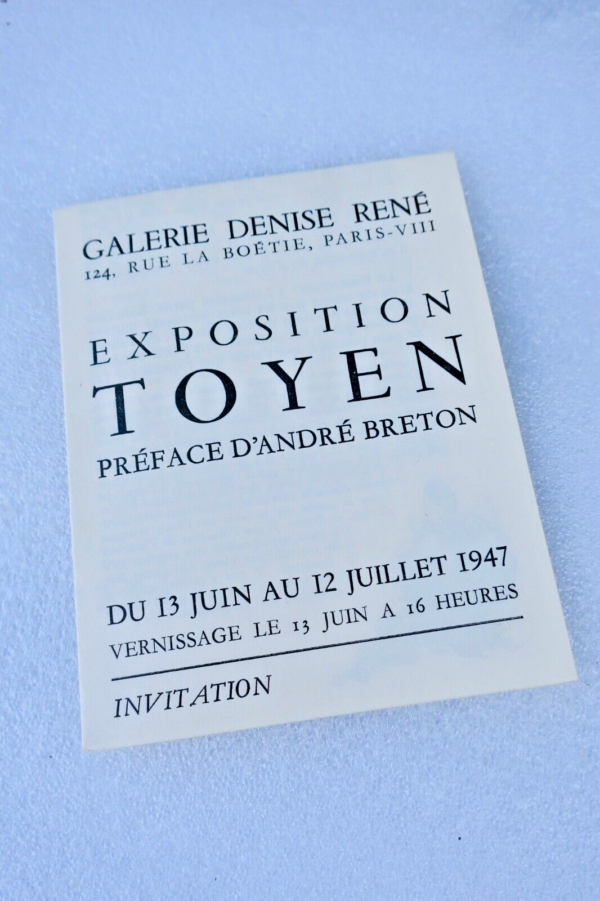 GALERIE DENISE RENÉ
124, RUE LA BOÉTIE, PARIS-VIII
EXPOSITION
TOYEN
PRÉFACE D'ANDRÉ BRETON
DU 13 JUIN AU 12 JUILLET 1947
VERNISSAGE LE 13 JUIN A 16 HEURES
INVITATION